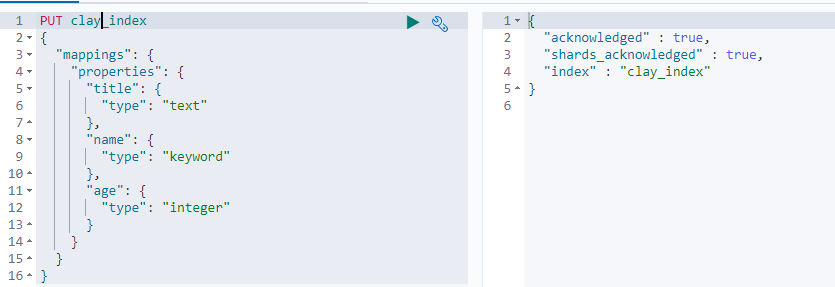 1 PUT clay_index
2 {
3 "mappings": {
4 "properties": {
5 "title": {
6 "type": "text"
7 },
8 "name": {
9 "type": "keyword"
10 },
11 "age": {
12 "type": "integer"
13 }
14 }
15 }
16 }
1 {
2 "acknowledged" : true,
3 "shards_acknowledged" : true,
4 "index" : "clay_index"
5 }
6